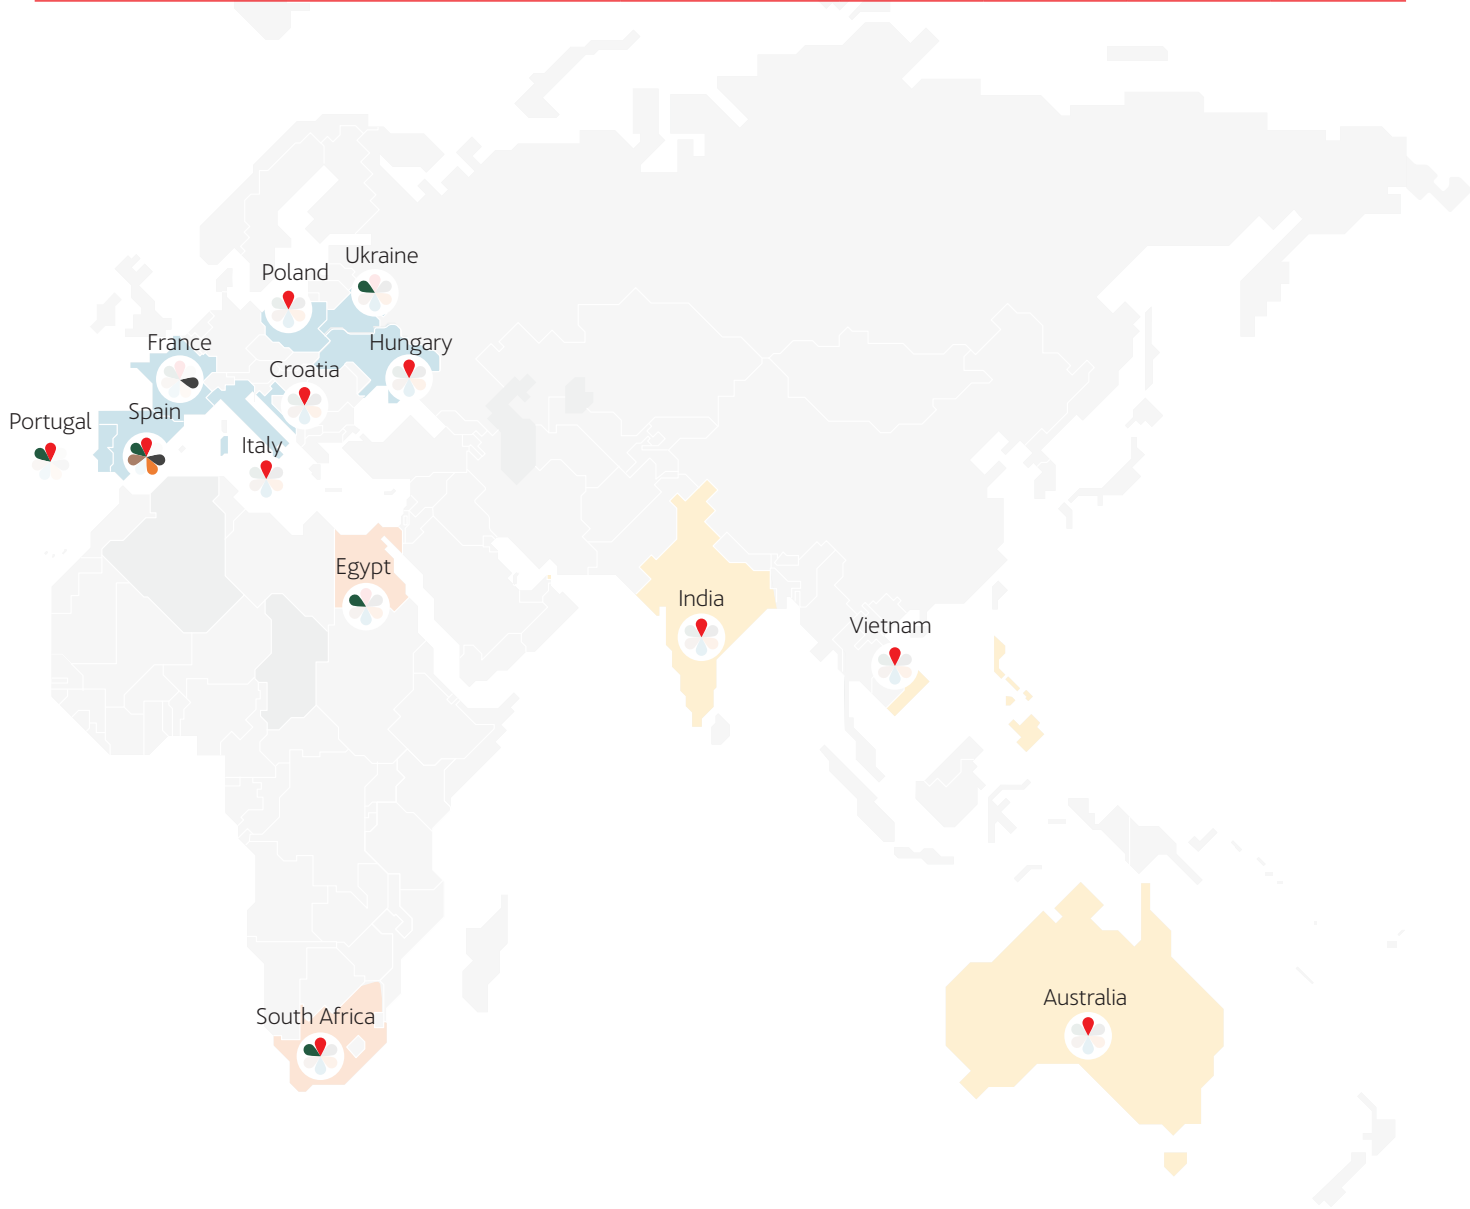 Ukraine
Poland
France
Hungary
Croatia
Spain
Portugal
Italy
Egypt
India
Vietnam
Australia
South Africa